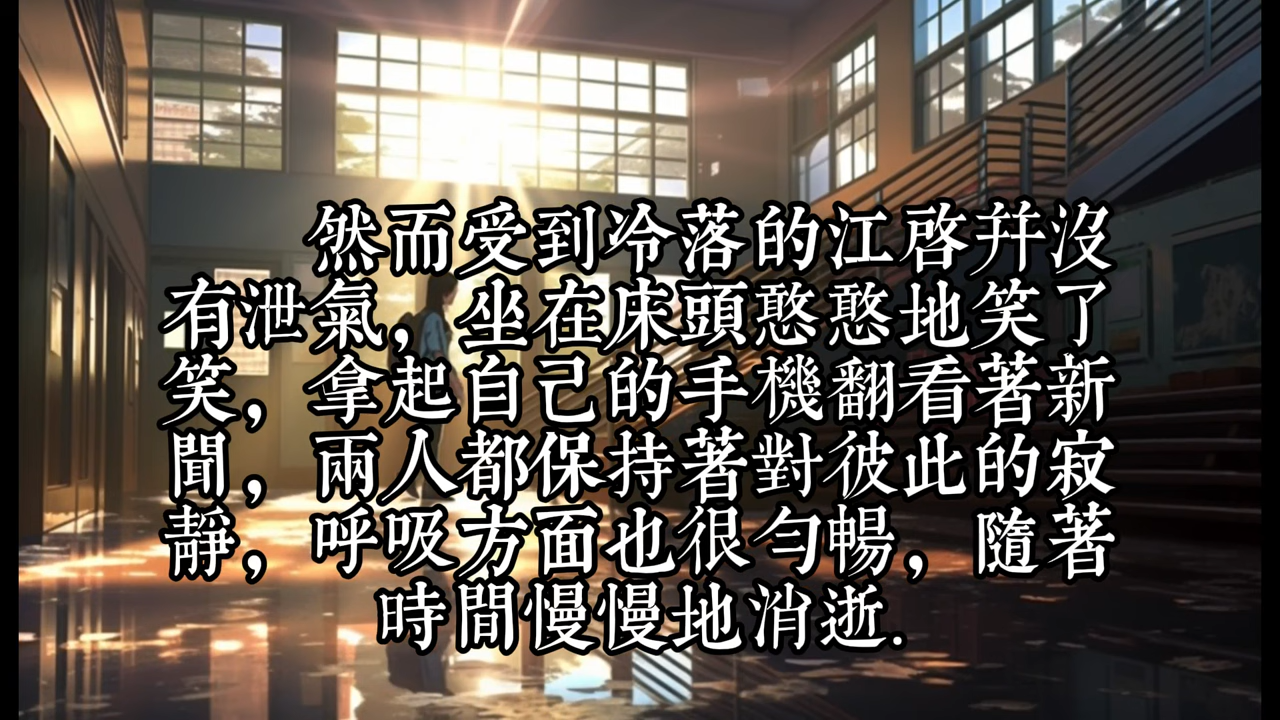 然而受到冷落的江啓幷沒
有泄氣，坐在床頭憨憨地笑了
笑，拿起自己的手機翻看著新
聞，兩人都保持著對彼此的寂
靜，呼吸方面也很勻暢，隨著
時間慢慢地消逝.